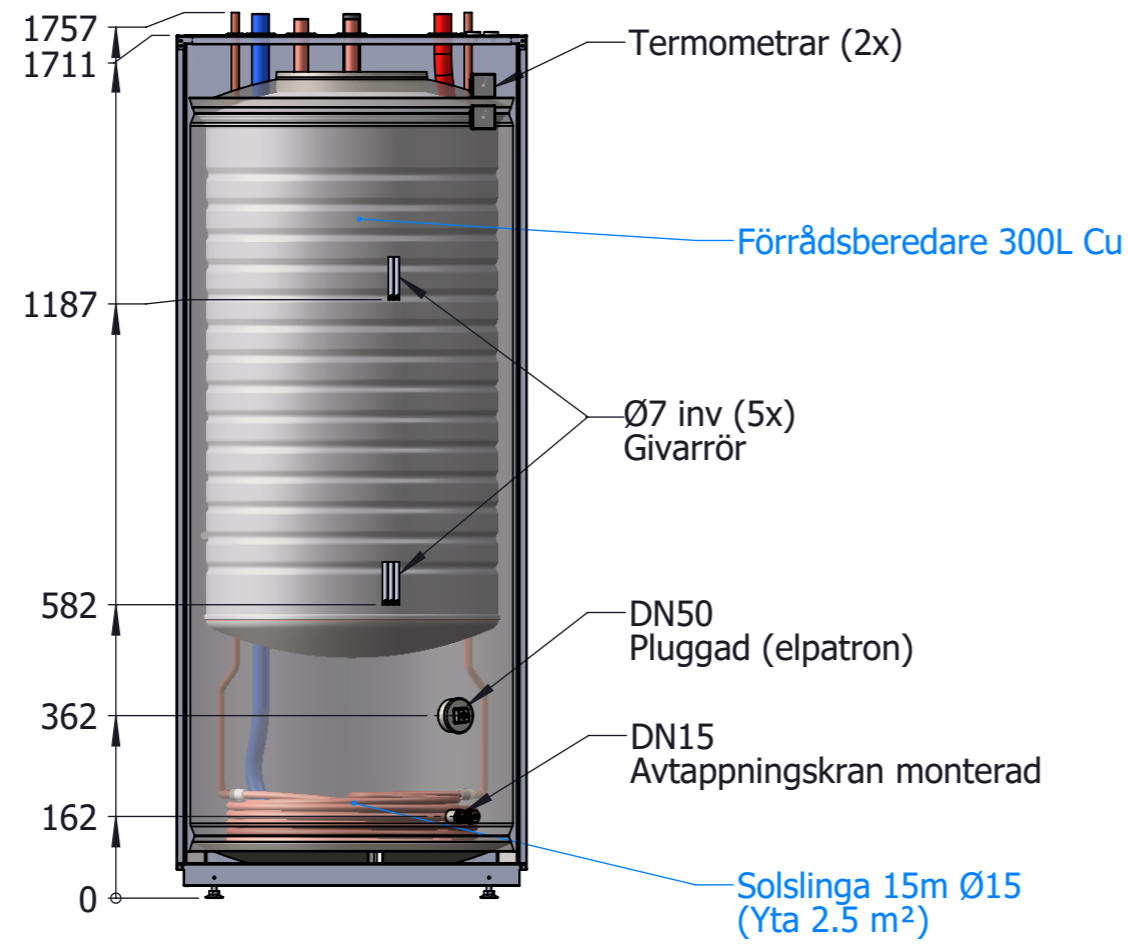 1757
1711
Termometrar (2x)
Förrådsberedare 300L Cu
1187
Ø7 inv (5x)
Givarrör
582
DN50
Pluggad (elpatron)
362
DN15
Avtappningskran monterad
162
Solslinga 15m Ø15
(Yta 2.5 m²)
0